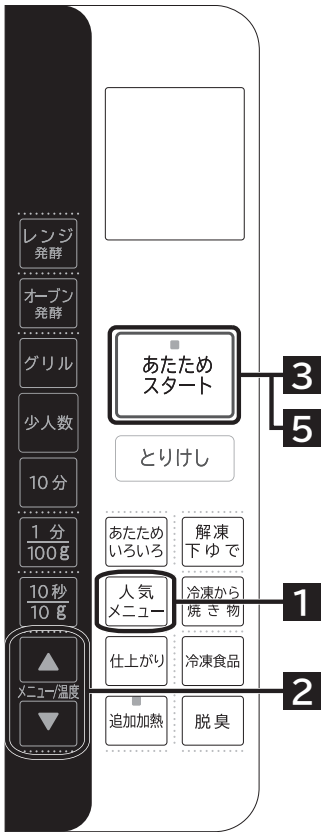 レンジ
発酵
オーブン
発酵
グリル
少人数
10分
1分
100g
10秒
10g
▲
メニュー/温度
▼
2
あたため
スタート
3
5
とりけし
あたため
いろいろ
解凍
下ゆで
人気
メニュー
1
冷凍から
焼き物
仕上がり
冷凍食品
追加加熱
脱臭